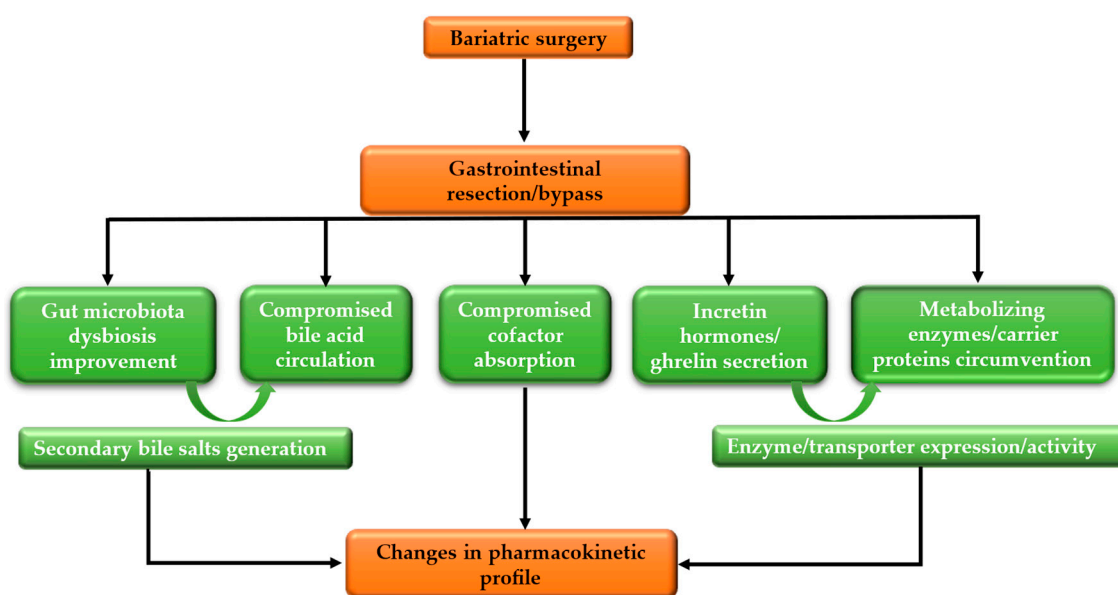 Bariatric surgery
Gastrointestinal
resection/bypass
Gut microbiota
dysbiosis
improvement
Compromised
bile acid
circulation
Compromised
cofactor
absorption
Incretin
hormones/
ghrelin secretion
Metabolizing
enzymes/carrier
proteins circumvention
Secondary bile salts generation
Enzyme/transporter expression/activity
Changes in pharmacokinetic
profile